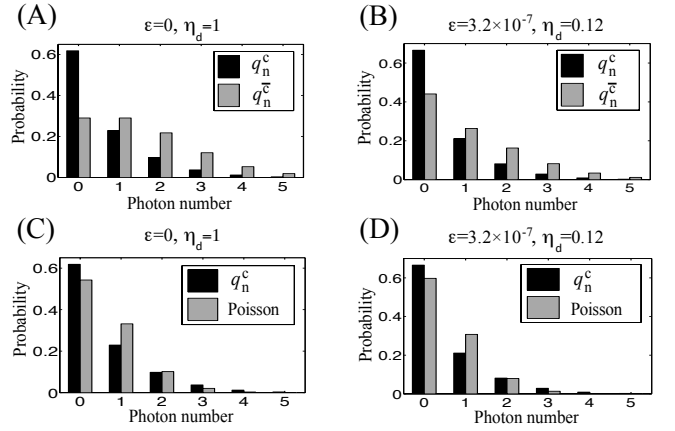 (A)
ε=0, η_d=1
Probability
0.6
0.4
0.2
0
q_n^c
q_n^c̄
0 1 2 3 4 5
Photon number
(B)
ε=3.2×10⁻⁷, η_d=0.12
Probability
0.6
0.4
0.2
0
q_n^c
q_n^c̄
0 1 2 3 4 5
Photon number
(C)
ε=0, η_d=1
Probability
0.6
0.4
0.2
0
q_n^c
Poisson
0 1 2 3 4 5
Photon number
(D)
ε=3.2×10⁻⁷, η_d=0.12
Probability
0.6
0.4
0.2
0
q_n^c
Poisson
0 1 2 3 4 5
Photon number